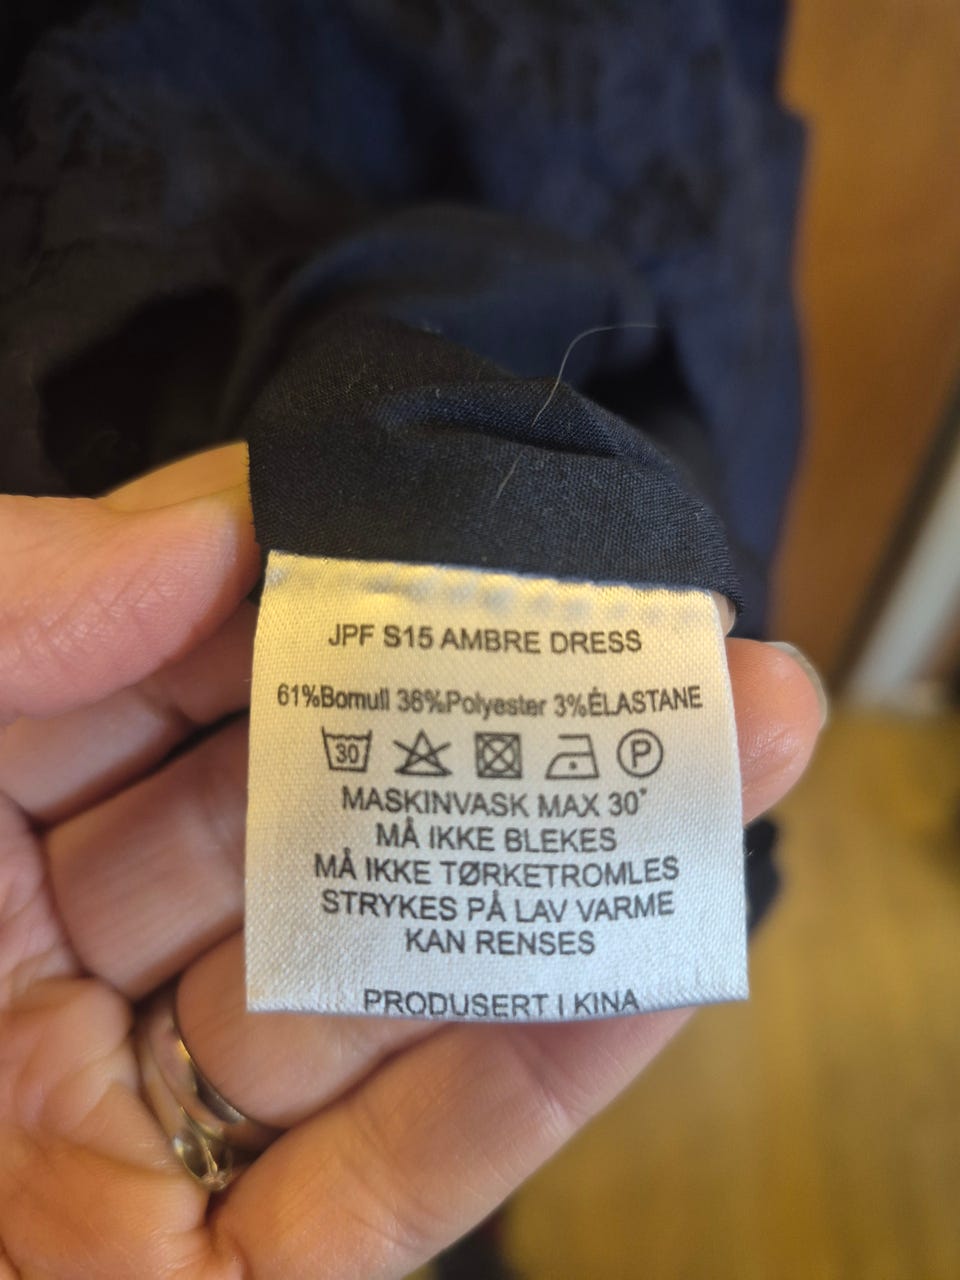 JPF S15 AMBRE DRESS
61%Bomull 36%Polyester 3%ÉLASTANE
30 P
MASKINVASK MAX 30°
MÅ IKKE BLEKES
MÅ IKKE TØRKETROMLES
STRYKES PÅ LAV VARME
KAN RENSES
PRODUSERT I KINA